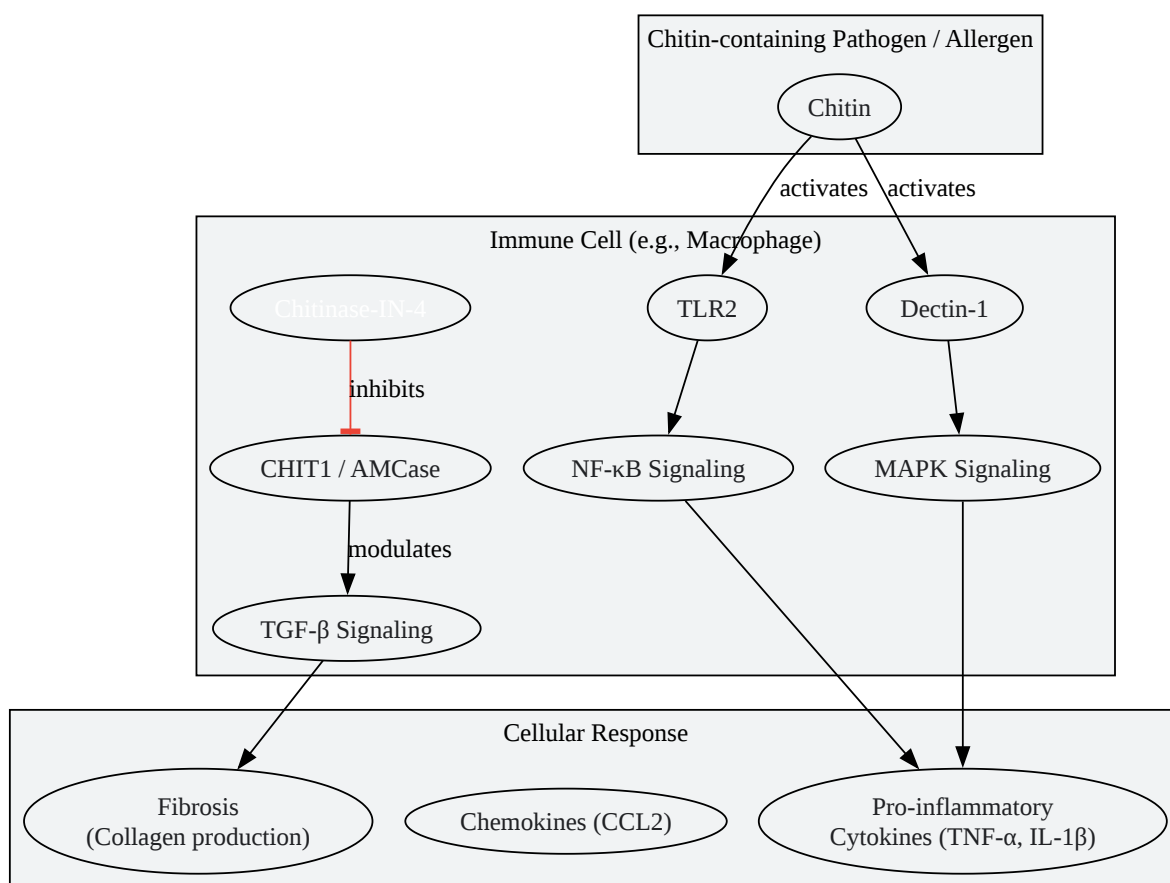 Chitin-containing Pathogen / Allergen
Chitin
activates
activates
Immune Cell (e.g., Macrophage)
Chitinase-IN-4
TLR2
Dectin-1
inhibits
CHIT1 / AMCase
NF-κB Signaling
MAPK Signaling
modulates
TGF-β Signaling
Cellular Response
Fibrosis
(Collagen production)
Chemokines (CCL2)
Pro-inflammatory
Cytokines (TNF-α, IL-1β)